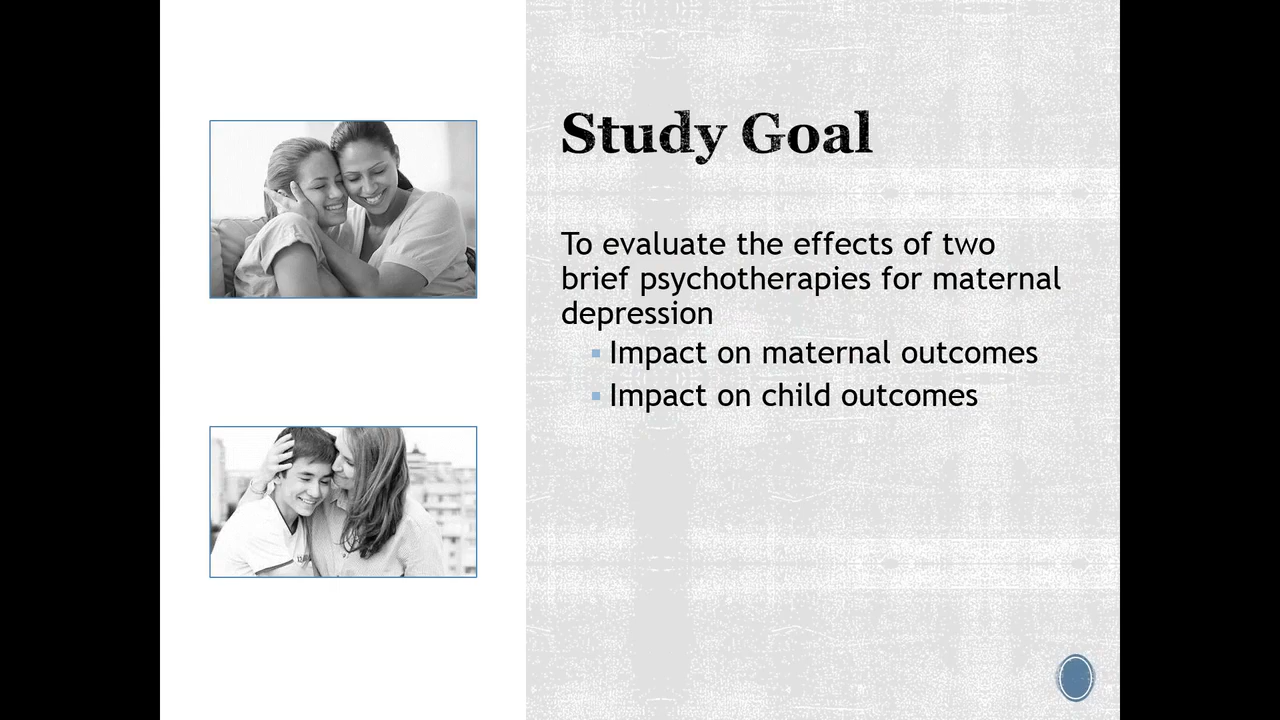 Study Goal
To evaluate the effects of two
brief psychotherapies for maternal
depression
Impact on maternal outcomes
Impact on child outcomes